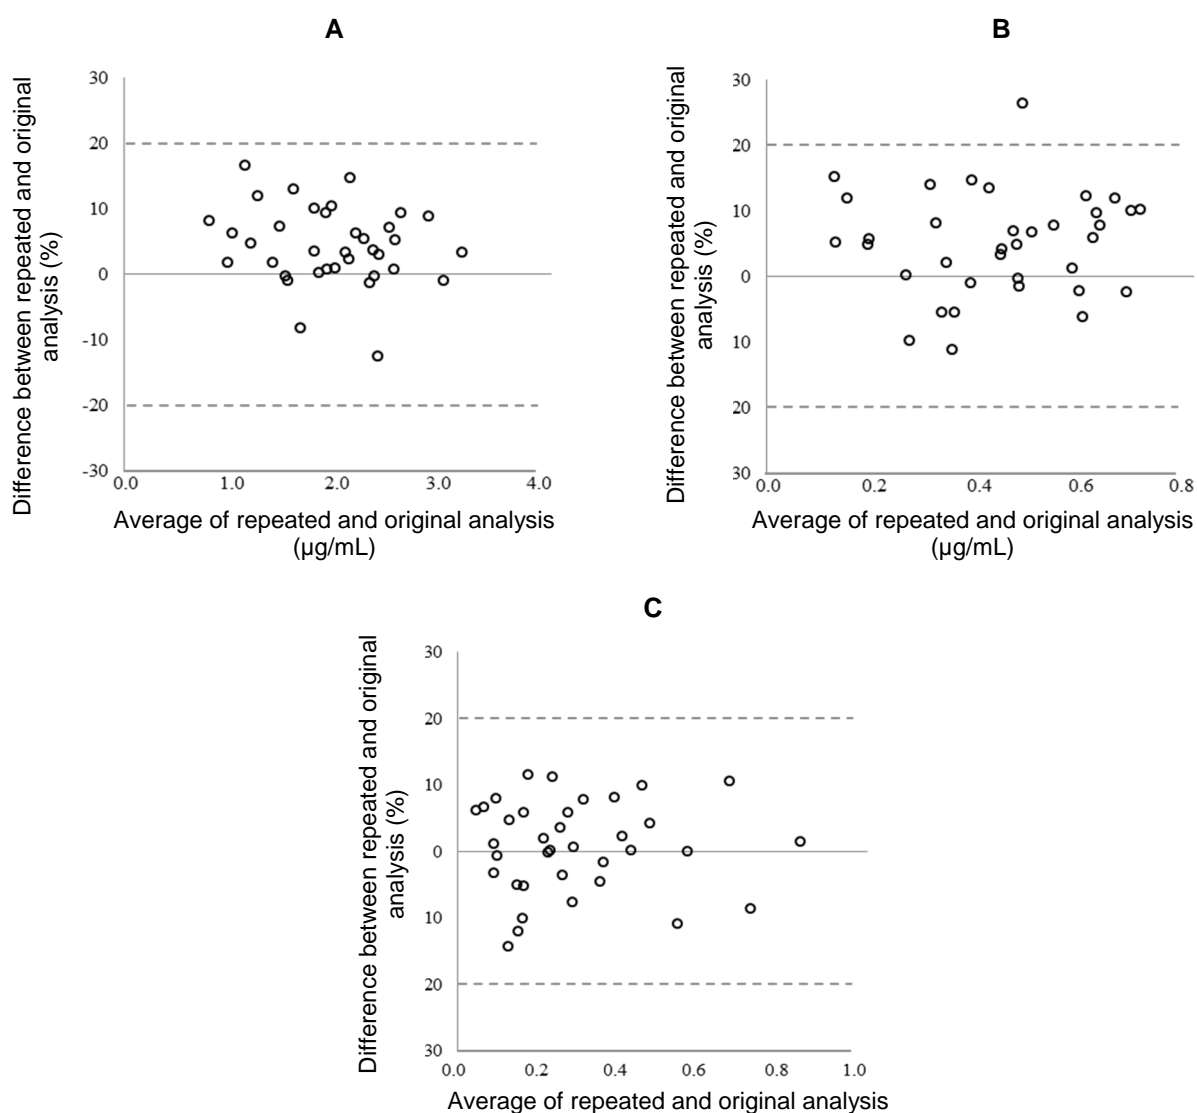 A
Difference between repeated and original
analysis (%)
30
20
10
0
-10
-20
-30
0.0 1.0 2.0 3.0 4.0
Average of repeated and original analysis
(µg/mL)
B
Difference between repeated and original
analysis (%)
30
20
10
0
10
20
30
0.0 0.2 0.4 0.6 0.8
Average of repeated and original analysis
(µg/mL)
C
Difference between repeated and original
analysis (%)
30
20
10
0
10
20
30
0.0 0.2 0.4 0.6 0.8 1.0
Average of repeated and original analysis